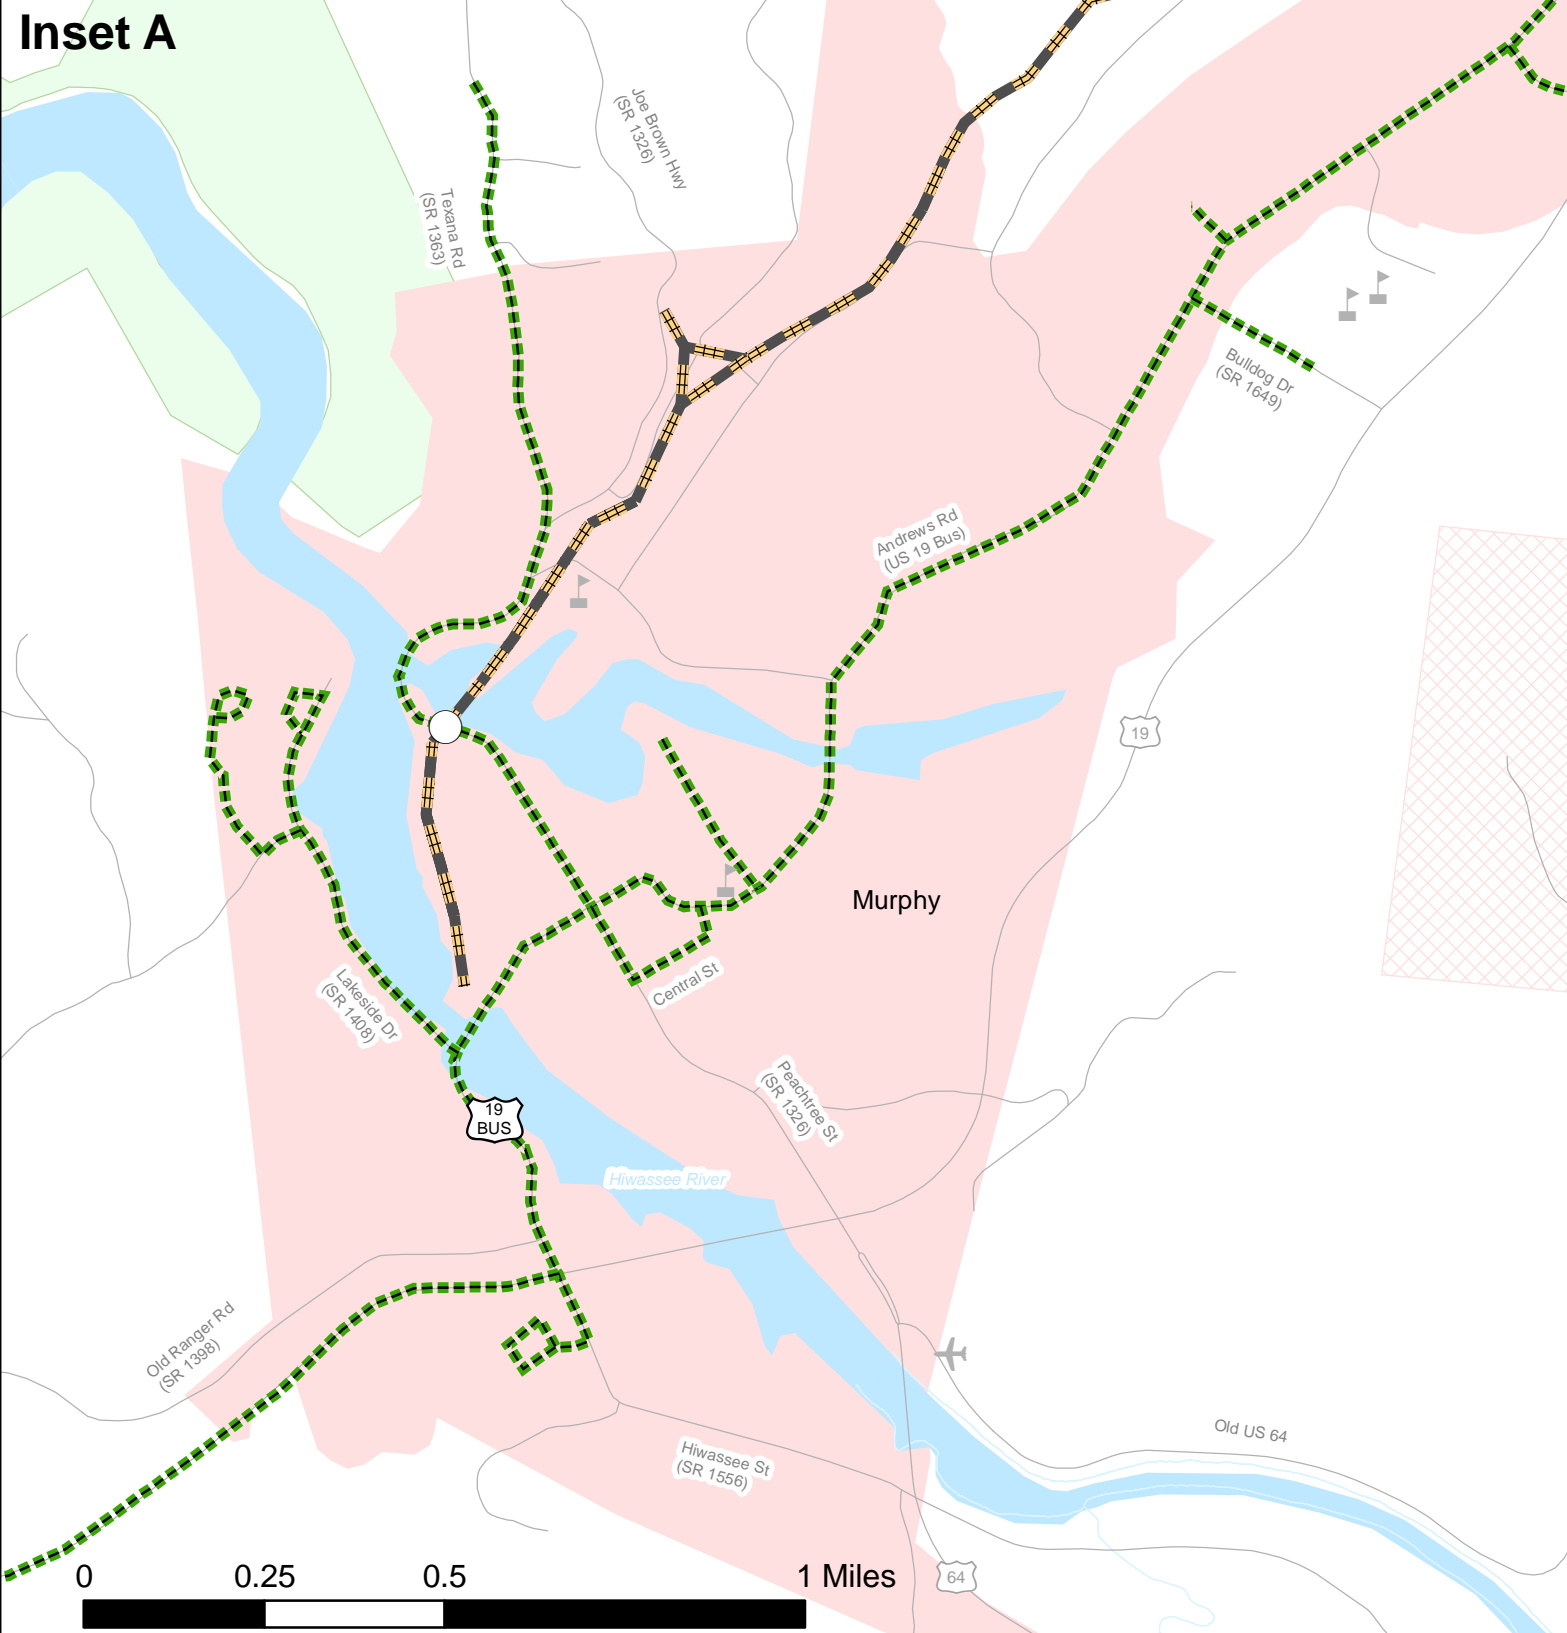 Inset A
Joe Brown Hwy
(SR 1326)
Texana Rd
(SR 1363)
Bulldog Dr
(SR 1649)
Andrews Rd
(US 19 Bus)
19
Murphy
Central St
Lakeside Dr
(SR 1408)
Peachtree St
(SR 1326)
19
BUS
Hiwassee River
Old Ranger Rd
(SR 1398)
Old US 64
Hiwassee St
(SR 1556)
64
0 0.25 0.5 1 Miles